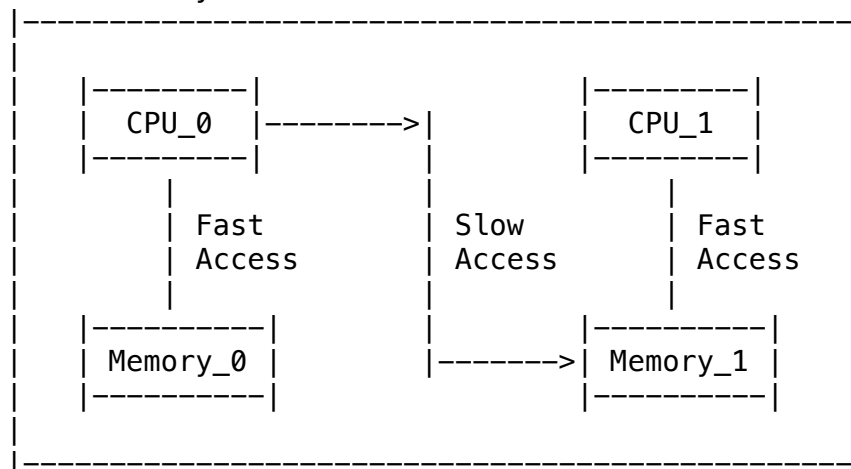 CPU_0 CPU_1
Fast Slow Fast
Access Access Access
Memory_0 Memory_1